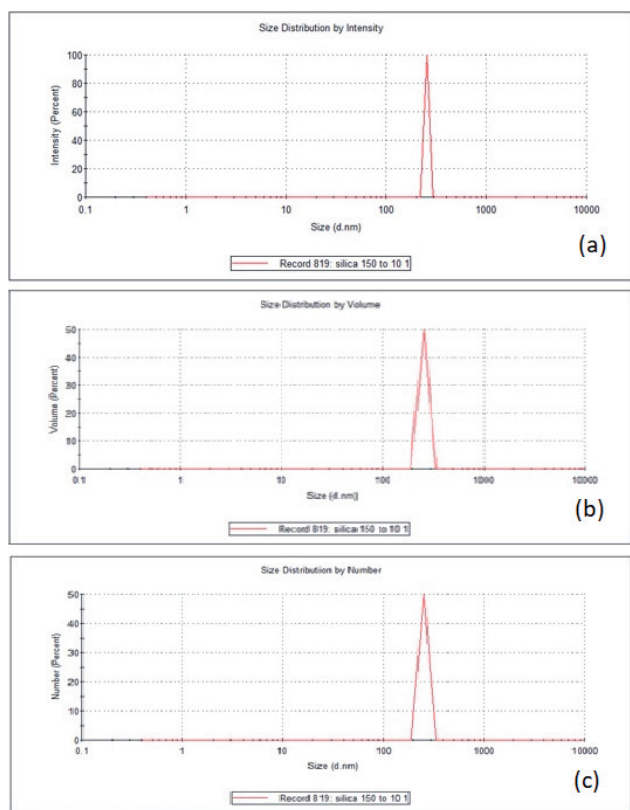 Size Distribution by Intensity
Intensity (Percent)
100
80
60
40
20
0
0.1 1 10 100 1000 10000
Size (d.nm)
Record 819: silica 150 to 10 1
(a)
Size Distribution by Volume
Volume (Percent)
50
40
30
20
10
0
0.1 1 10 100 1000 10000
Size (d.nm)
Record 819: silica 150 to 10 1
(b)
Size Distribution by Number
Number (Percent)
50
40
30
20
10
0
0.1 1 10 100 1000 10000
Size (d.nm)
Record 819: silica 150 to 10 1
(c)